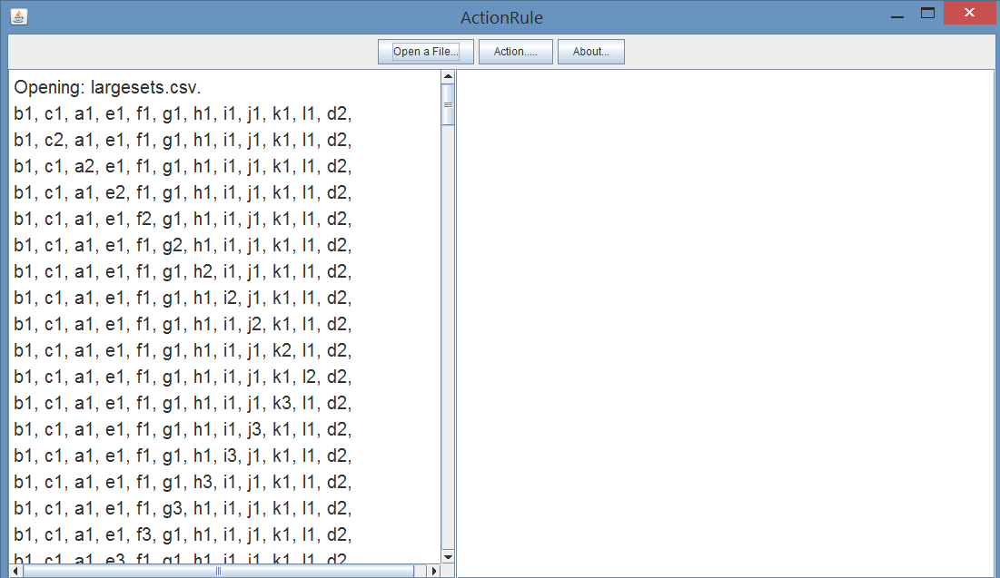 ActionRule
Open a File...
Action.....
About...
Opening: largesets.csv.
b1, c1, a1, e1, f1, g1, h1, i1, j1, k1, l1, d2,
b1, c2, a1, e1, f1, g1, h1, i1, j1, k1, l1, d2,
b1, c1, a2, e1, f1, g1, h1, i1, j1, k1, l1, d2,
b1, c1, a1, e2, f1, g1, h1, i1, j1, k1, l1, d2,
b1, c1, a1, e1, f2, g1, h1, i1, j1, k1, l1, d2,
b1, c1, a1, e1, f1, g2, h1, i1, j1, k1, l1, d2,
b1, c1, a1, e1, f1, g1, h2, i1, j1, k1, l1, d2,
b1, c1, a1, e1, f1, g1, h1, i2, j1, k1, l1, d2,
b1, c1, a1, e1, f1, g1, h1, i1, j2, k1, l1, d2,
b1, c1, a1, e1, f1, g1, h1, i1, j1, k2, l1, d2,
b1, c1, a1, e1, f1, g1, h1, i1, j1, k1, l2, d2,
b1, c1, a1, e1, f1, g1, h1, i1, j1, k3, l1, d2,
b1, c1, a1, e1, f1, g1, h1, i1, j3, k1, l1, d2,
b1, c1, a1, e1, f1, g1, h1, i3, j1, k1, l1, d2,
b1, c1, a1, e1, f1, g1, h3, i1, j1, k1, l1, d2,
b1, c1, a1, e1, f1, g3, h1, i1, j1, k1, l1, d2,
b1, c1, a1, e1, f3, g1, h1, i1, j1, k1, l1, d2,
b1, c1, a1, e3, f1, g1, h1, i1, j1, k1, l1, d2,